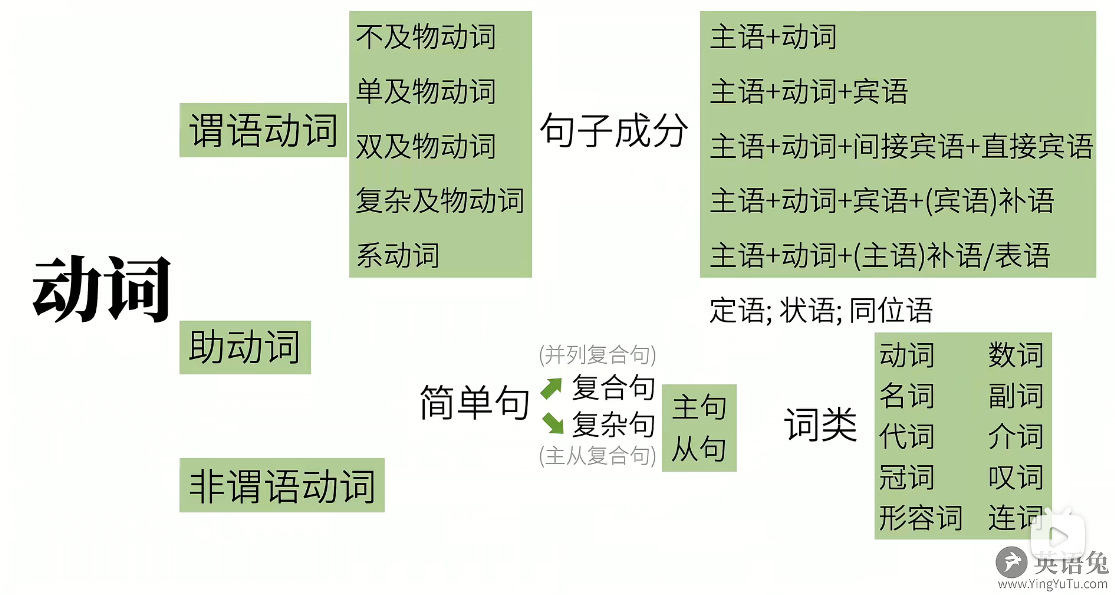 动词
谓语动词
不及物动词
单及物动词
双及物动词
复杂及物动词
系动词
句子成分
主语+动词
主语+动词+宾语
主语+动词+间接宾语+直接宾语
主语+动词+宾语+(宾语)补语
主语+动词+(主语)补语/表语
定语; 状语; 同位语
助动词
非谓语动词
简单句
(并列复合句)
复合句
复杂句
(主从复合句)
主句
从句
词类
动词 数词
名词 副词
代词 介词
冠词 叹词
形容词 连词
英语兔
www.YingYuTu.com